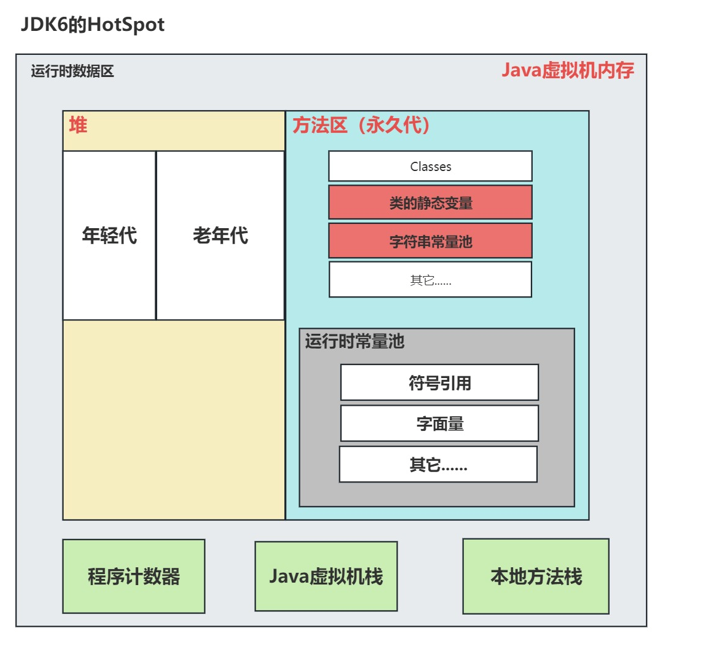 JDK6的HotSpot
运行时数据区
Java虚拟机内存
堆
方法区（永久代）
年轻代
老年代
Classes
类的静态变量
字符串常量池
其它......
运行时常量池
符号引用
字面量
其它......
程序计数器
Java虚拟机栈
本地方法栈